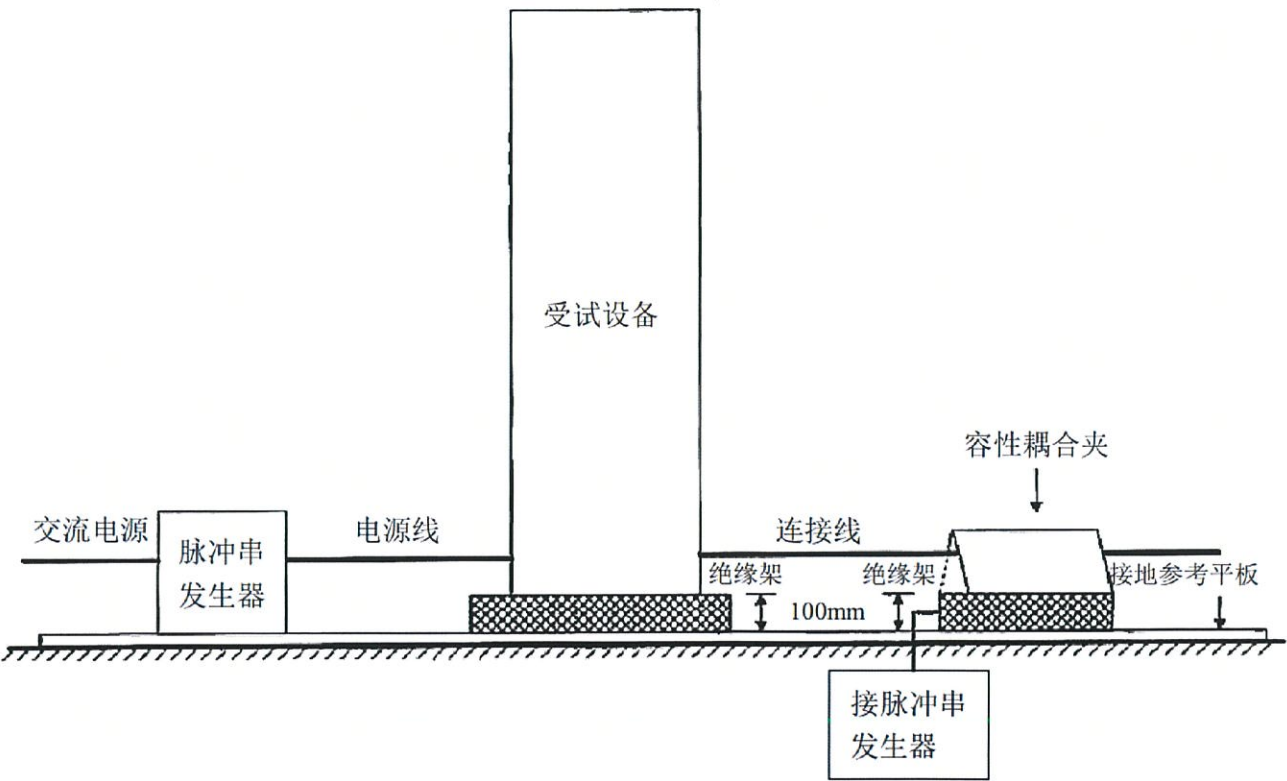 受试设备
容性耦合夹
交流电源
脉冲串
发生器
电源线
连接线
绝缘架
绝缘架
接地参考平板
100mm
接脉冲串
发生器